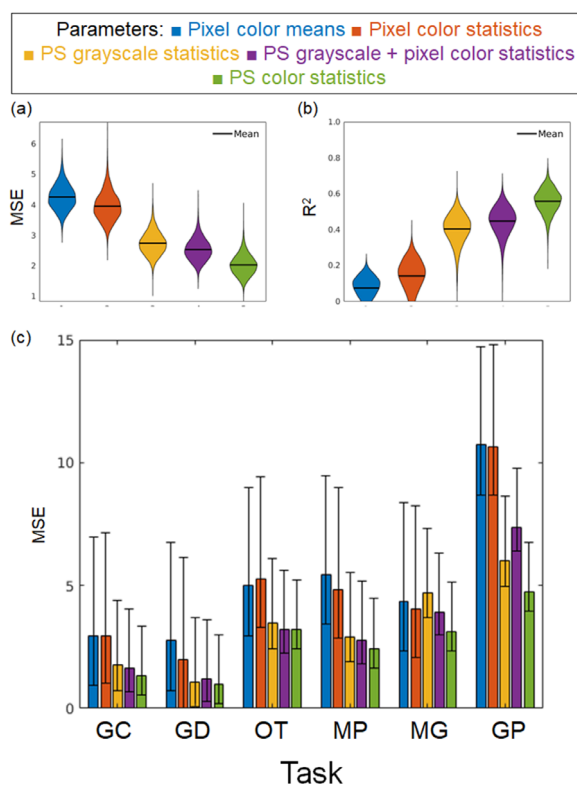 Parameters: ■ Pixel color means ■ Pixel color statistics
■ PS grayscale statistics ■ PS grayscale + pixel color statistics
■ PS color statistics
(a)
MSE
6
5
4
3
2
1
Mean
(b)
R²
1.0
0.8
0.6
0.4
0.2
0
Mean
(c)
MSE
15
10
5
0
GC GD OT MP MG GP
Task